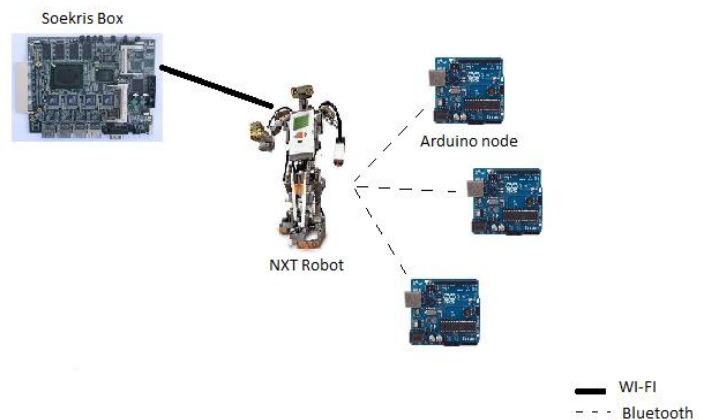 Soekris Box
Arduino node
NXT Robot
WI-FI
Bluetooth